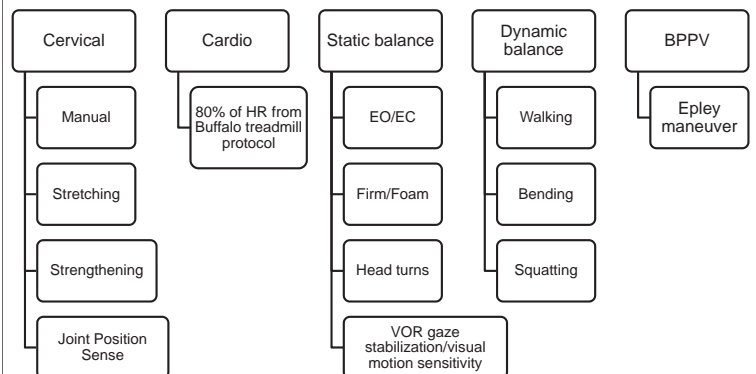 Cervical
Manual
Stretching
Strengthening
Joint Position
Sense
Cardio
80% of HR from
Buffalo treadmill
protocol
Static balance
EO/EC
Firm/Foam
Head turns
VOR gaze
stabilization/visual
motion sensitivity
Dynamic
balance
Walking
Bending
Squatting
BPPV
Epley
maneuver